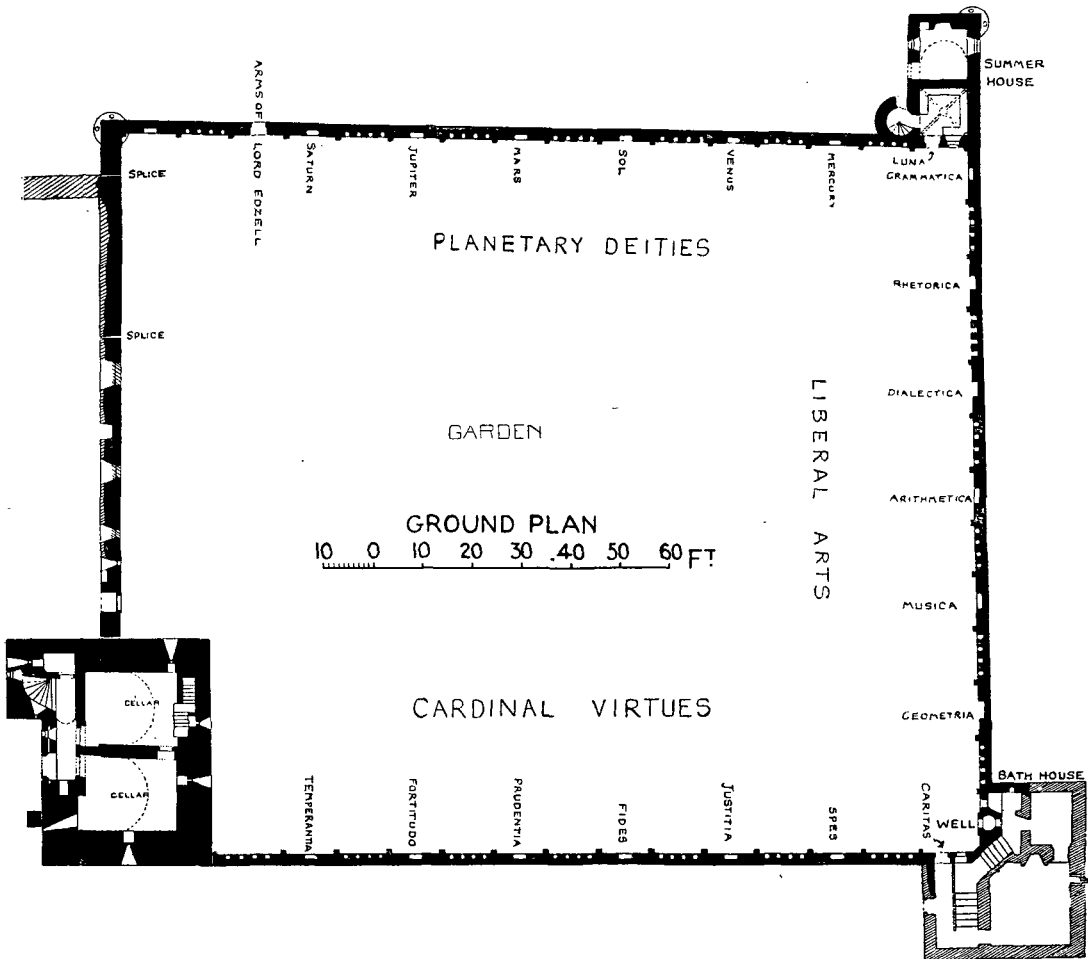 SUMMER
HOUSE
ARMS OF
LORD EDZELL
SATURN
JUPITER
MARS
SOL
VENUS
MERCURY
LUNA
GRAMMATICA
SPLICE
PLANETARY DEITIES
RHETORICA
SPLICE
LIBERAL ARTS
DIALECTICA
GARDEN
ARITHMETICA
GROUND PLAN
10 0 10 20 30 40 50 60 FT.
MUSICA
CELLAR
CARDINAL VIRTUES
GEOMETRIA
CELLAR
BATH HOUSE
TEMPERANTIA
FORTITUDO
PRUDENTIA
FIDES
JUSTITIA
SPES
CARITAS
WELL